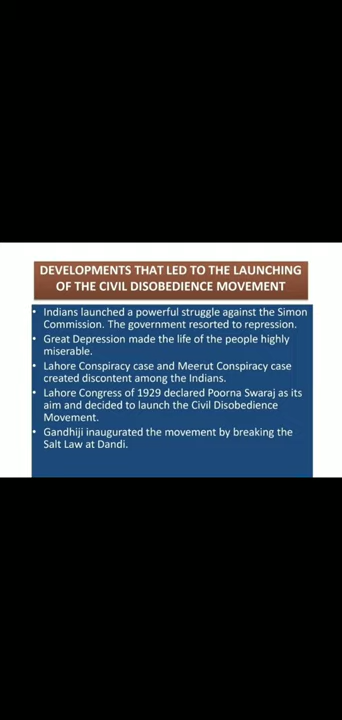 DEVELOPMENTS THAT LED TO THE LAUNCHING
OF THE CIVIL DISOBEDIENCE MOVEMENT
• Indians launched a powerful struggle against the Simon
Commission. The government resorted to repression.
• Great Depression made the life of the people highly
miserable.
• Lahore Conspiracy case and Meerut Conspiracy case
created discontent among the Indians.
• Lahore Congress of 1929 declared Poorna Swaraj as its
aim and decided to launch the Civil Disobedience
Movement.
• Gandhiji inaugurated the movement by breaking the
Salt Law at Dandi.